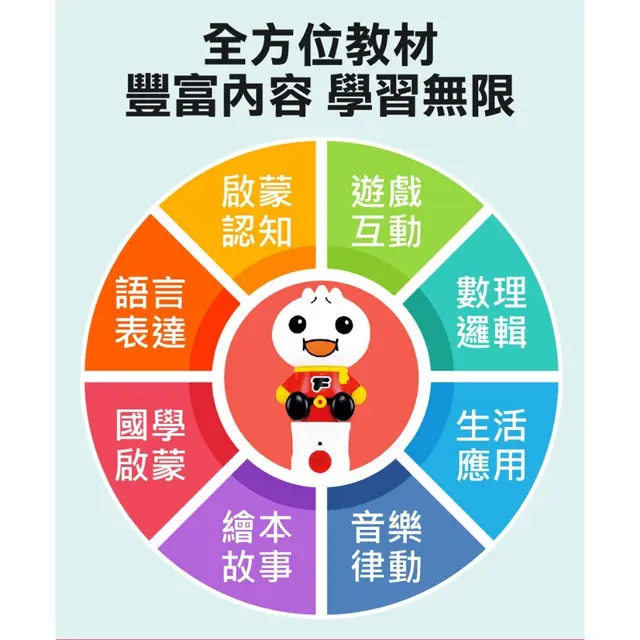 全方位教材
豐富內容 學習無限
啟蒙
認知
遊戲
互動
語言
表達
數理
邏輯
國學
啟蒙
生活
應用
繪本
故事
音樂
律動
F